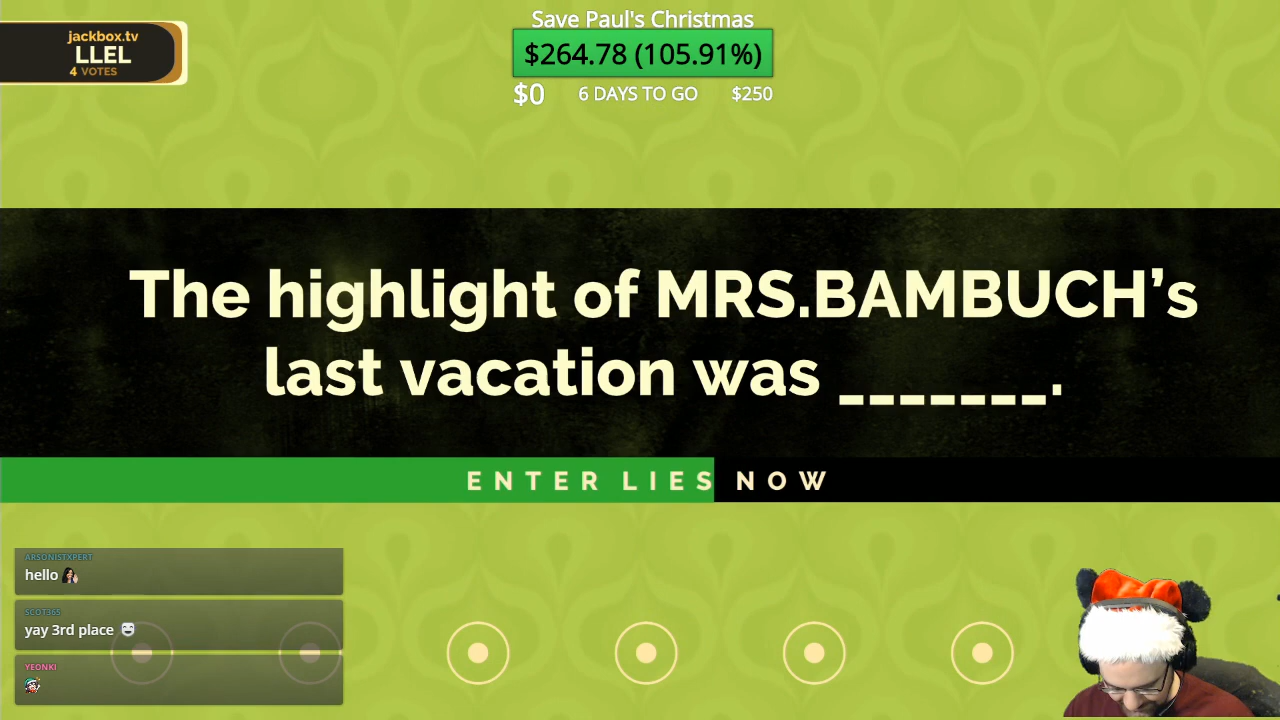 jackbox.tv
LLEL
4 VOTES
Save Paul's Christmas
$264.78 (105.91%)
$0 6 DAYS TO GO $250
The highlight of MRS.BAMBUCH’s
last vacation was _______.
ENTER LIES NOW
ARSONISTXPERT
hello
SCOT365
yay 3rd place
YEONKI